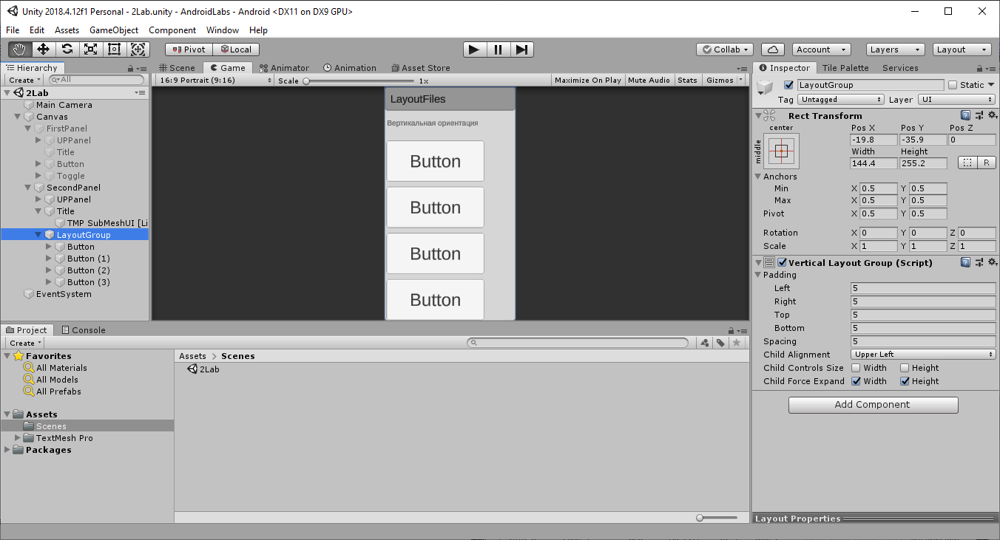 Unity 2018.4.12f1 Personal - 2Lab.unity - AndroidLabs - Android <DX11 on DX9 GPU>
File Edit Assets GameObject Component Window Help
Pivot Local Collab Account Layers Layout
Hierarchy
Create All
2Lab
Main Camera
Canvas
FirstPanel
UPPanel
Title
Button
Toggle
SecondPanel
UPPanel
Title
TMP SubMeshUI [Li
LayoutGroup
Button
Button (1)
Button (2)
Button (3)
EventSystem
Scene Game Animator Animation Asset Store
16:9 Portrait (9:16) Scale 1x Maximize On Play Mute Audio Stats Gizmos
LayoutFiles
Вертикальная ориентация
Button
Button
Button
Button
Inspector Tile Palette Services
LayoutGroup Static
Tag Untagged Layer UI
Rect Transform
center Pos X Pos Y Pos Z
middle -19.8 -35.9 0
Width Height
144.4 255.2 R
Anchors
Min X 0.5 Y 0.5
Max X 0.5 Y 0.5
Pivot X 0.5 Y 0.5
Rotation X 0 Y 0 Z 0
Scale X 1 Y 1 Z 1
Vertical Layout Group (Script)
Padding
Left 5
Right 5
Top 5
Bottom 5
Spacing 5
Child Alignment Upper Left
Child Controls Size Width Height
Child Force Expand Width Height
Add Component
Layout Properties
Project Console
Create
Favorites
All Materials
All Models
All Prefabs
Assets
Scenes
TextMesh Pro
Packages
Assets > Scenes
2Lab